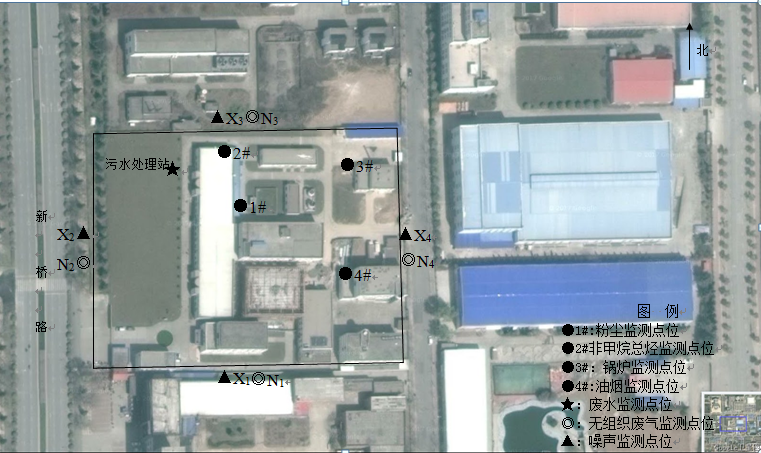 北
X₃◎N₃
2#
污水处理站
3#
1#
新
桥
路
X₂
N₂
X₄
N₄
4#
X₁◎N₁
图 例
●1#:粉尘监测点位
●2#非甲烷总烃监测点位
●3#: 锅炉监测点位
●4#:油烟监测点位
★: 废水监测点位
◎: 无组织废气监测点位
▲: 噪声监测点位